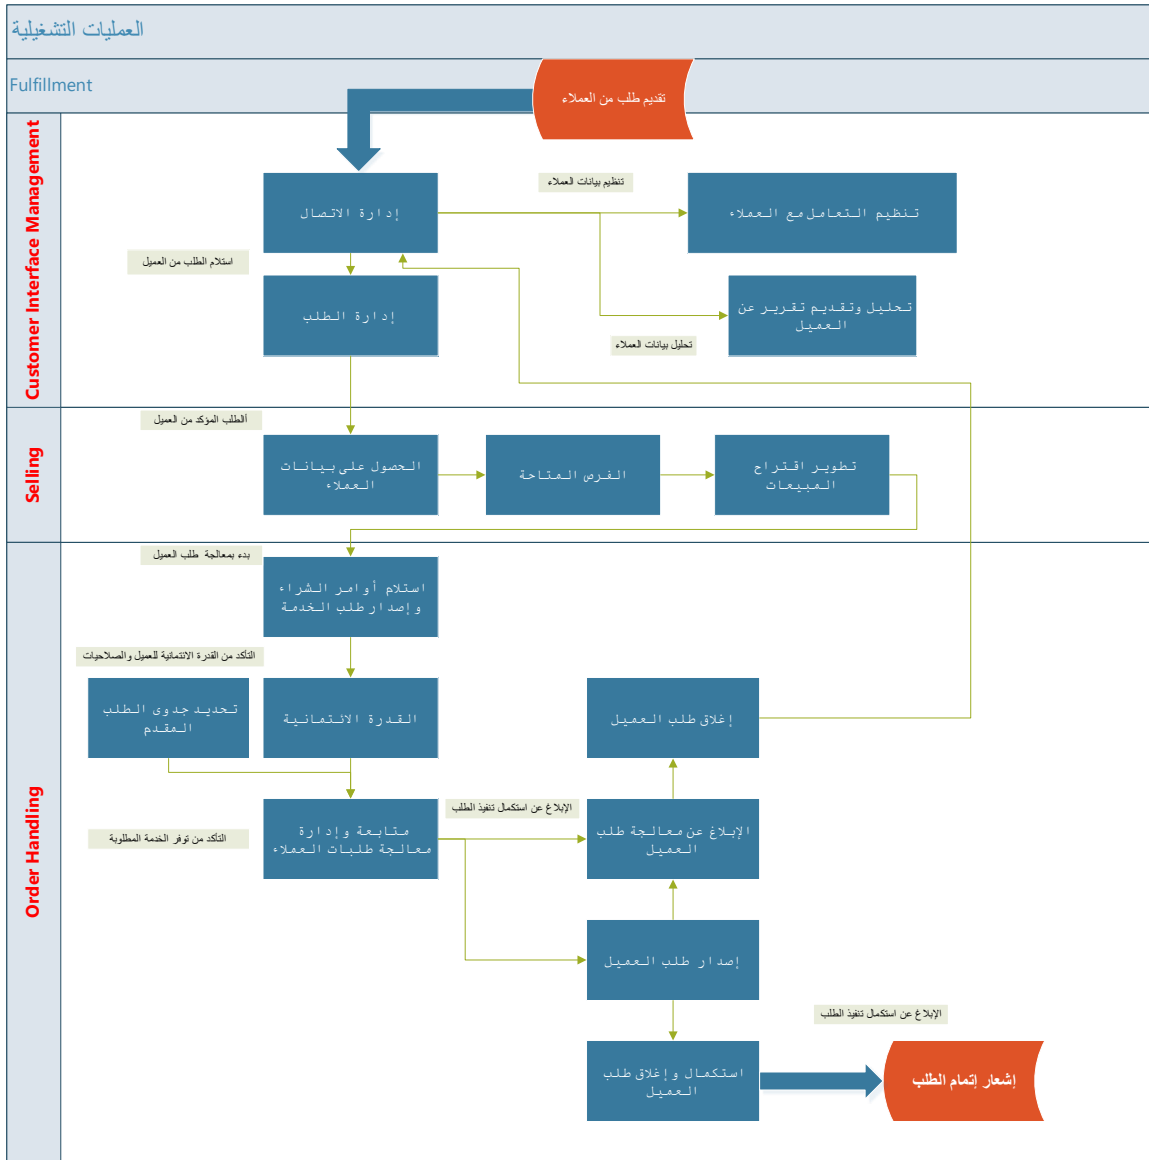 العمليات التشغيلية
Fulfillment
تقديم طلب من العملاء
Customer Interface Management
تنظيم بيانات العملاء
إدارة الاتصال
تنظيم التعامل مع العملاء
استلام الطلب من العميل
إدارة الطلب
تحليل وتقديم تقرير عن
العميل
تحليل بيانات العملاء
Selling
ألطلب المؤكد من العميل
الحصول على بيانات
العملاء
الفرص المتاحة
تطوير اقتراح
المبيعات
Order Handling
بدء بمعالجة طلب العميل
استلام أوامر الشراء
وإصدار طلب الخدمة
التأكد من القدرة الائتمانية للعميل والصلاحيات
تحديد جدوى الطلب
المقدم
القدرة الائتمانية
إغلاق طلب العميل
الإبلاغ عن استكمال تنفيذ الطلب
التأكد من توفر الخدمة المطلوبة
متابعة وإدارة
معالجة طلبات العملاء
الإبلاغ عن معالجة طلب
العميل
إصدار طلب العميل
الإبلاغ عن استكمال تنفيذ الطلب
استكمال وإغلاق طلب
العميل
إشعار إتمام الطلب